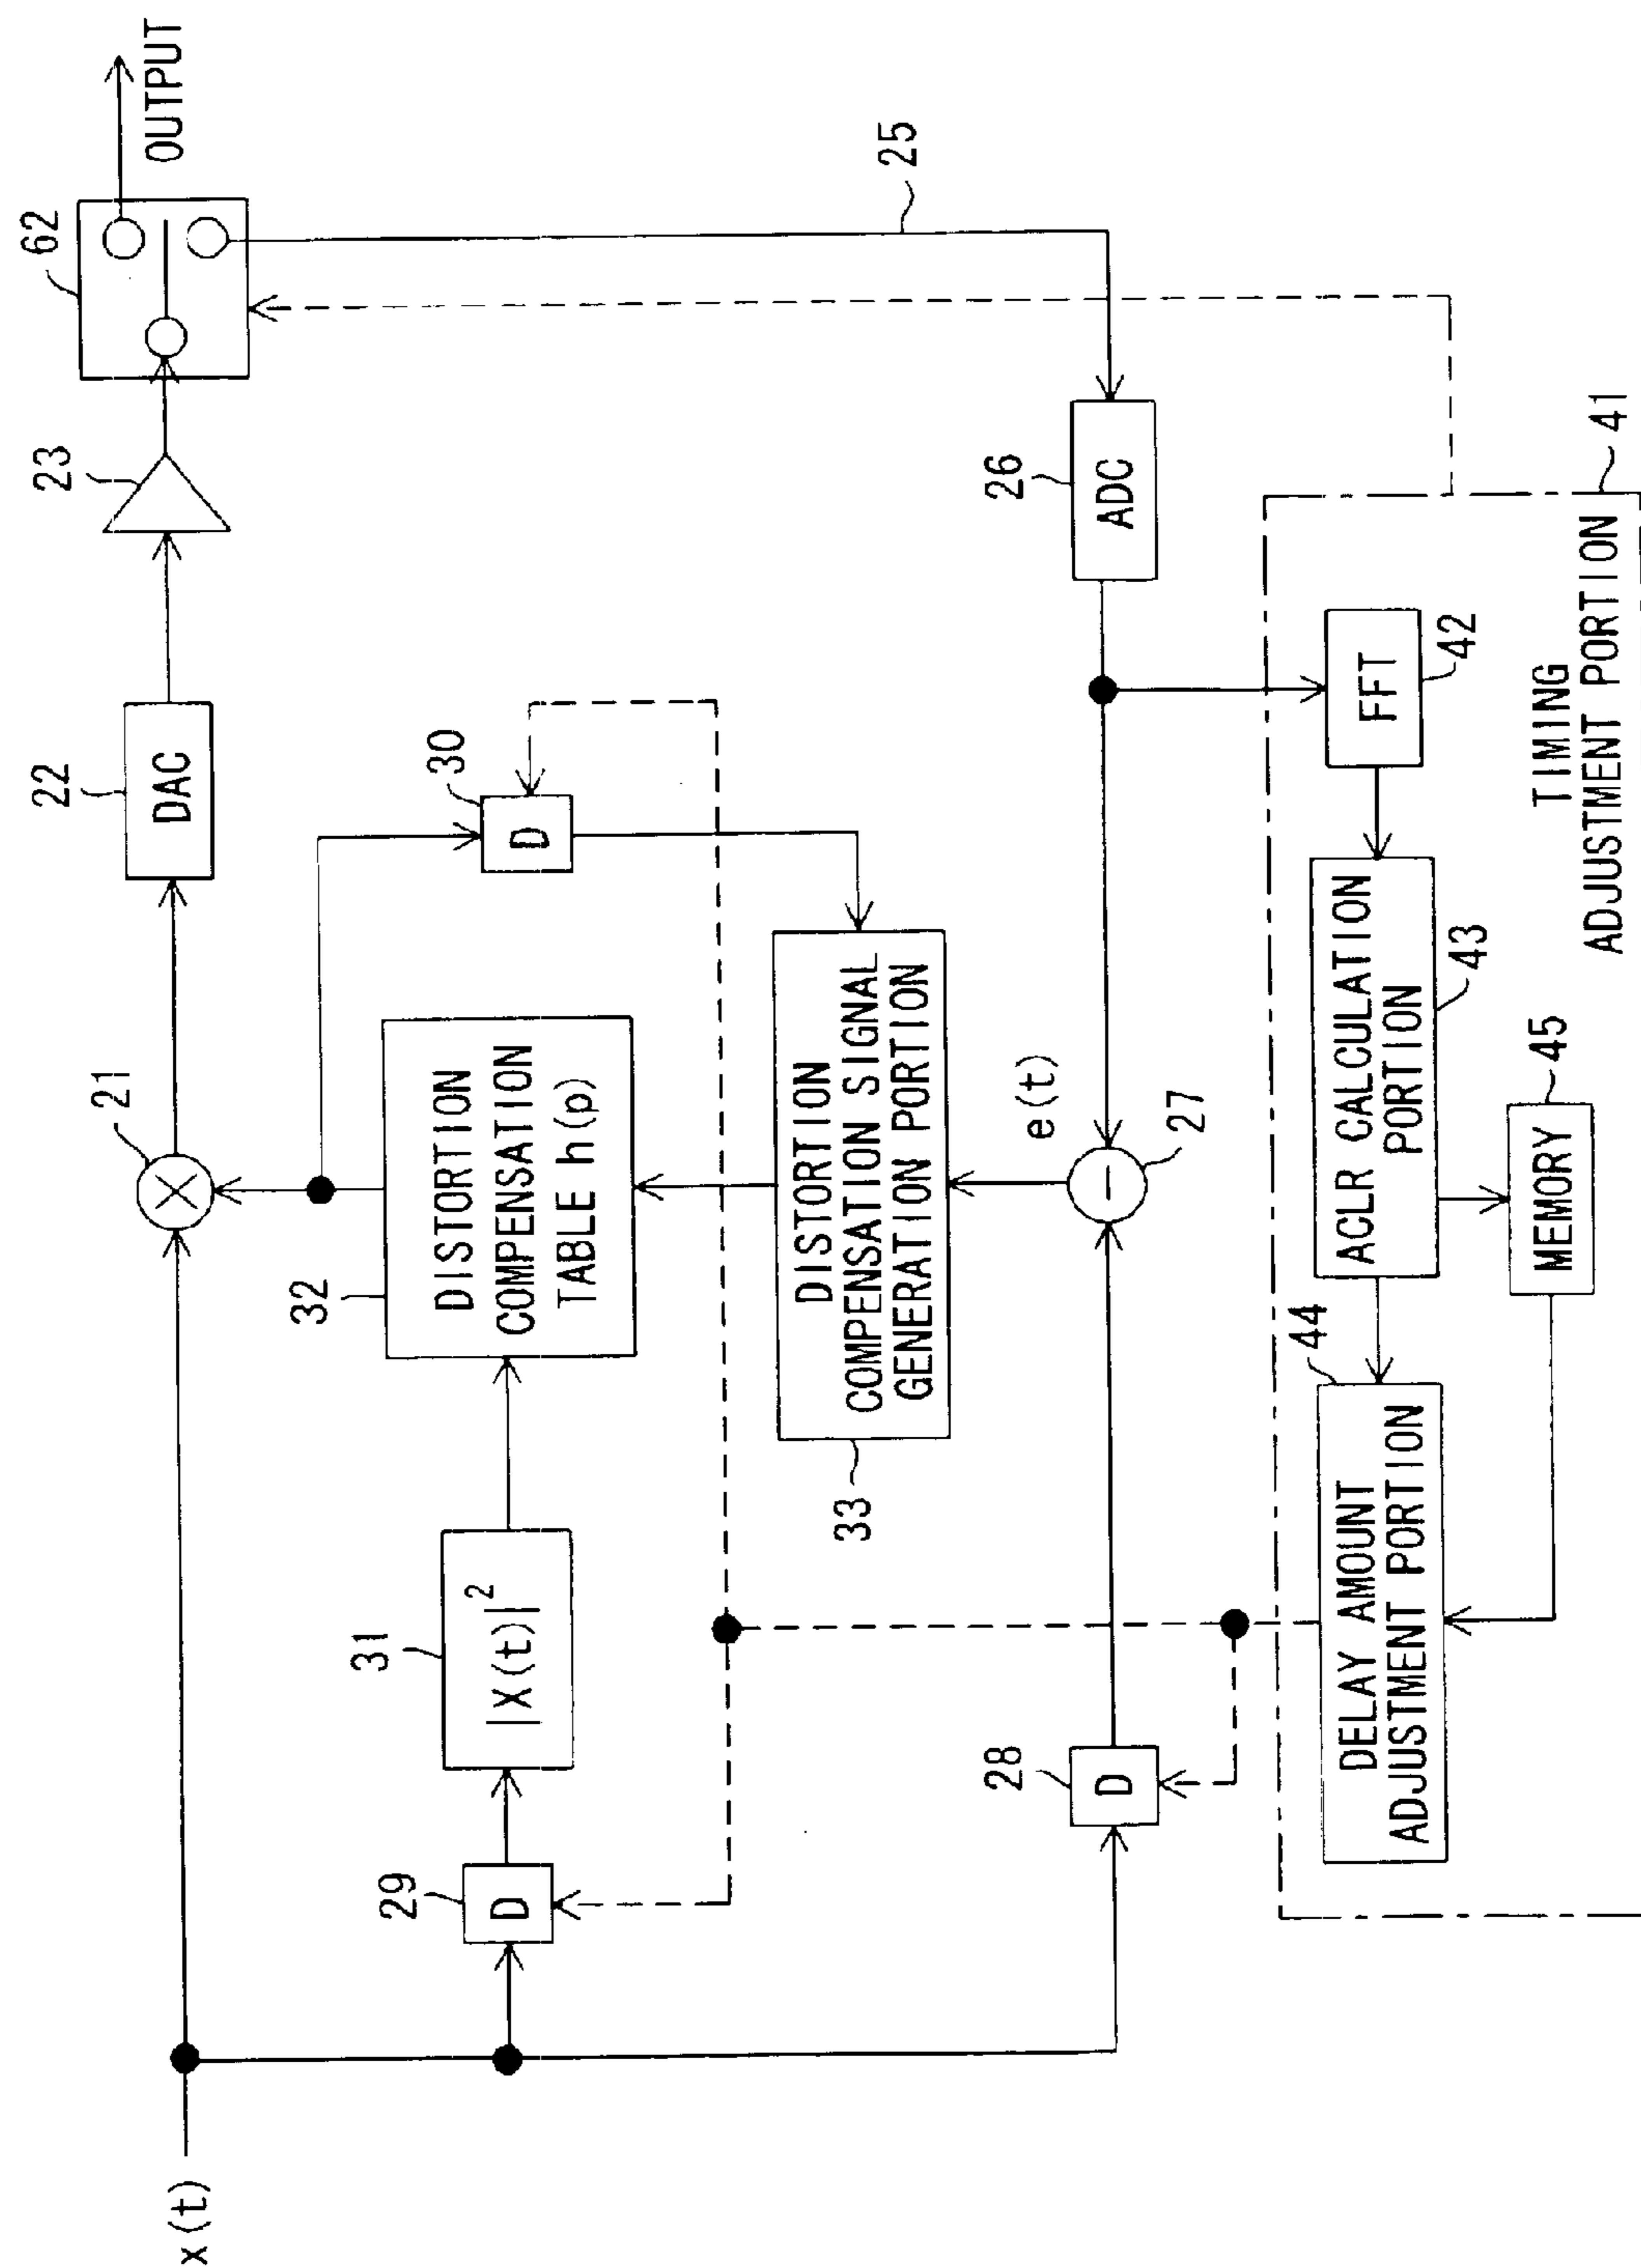 x(t)
21
22
DAC
23
62
OUTPUT
29
D
31
|X(t)|²
32
DISTORTION
COMPENSATION
TABLE h(p)
30
D
33
DISTORTION
COMPENSATION SIGNAL
GENERATION PORTION
25
28
D
e(t)
27
26
ADC
44
DELAY AMOUNT
ADJUSTMENT PORTION
ACLR CALCULATION
PORTION
43
FFT
42
MEMORY
45
TIMING
ADJUSTMENT PORTION
41